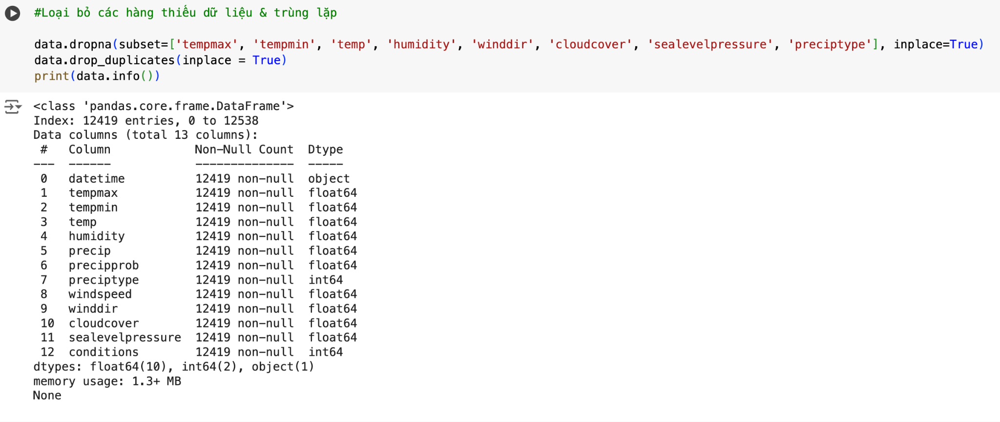 #Loại bỏ các hàng thiếu dữ liệu & trùng lặp
data.dropna(subset=['tempmax', 'tempmin', 'temp', 'humidity', 'winddir', 'cloudcover', 'sealevelpressure', 'preciptype'], inplace=True)
data.drop_duplicates(inplace = True)
print(data.info())
<class 'pandas.core.frame.DataFrame'>
Index: 12419 entries, 0 to 12538
Data columns (total 13 columns):
 #   Column            Non-Null Count  Dtype
---  ------            --------------  -----
 0   datetime          12419 non-null  object
 1   tempmax           12419 non-null  float64
 2   tempmin           12419 non-null  float64
 3   temp              12419 non-null  float64
 4   humidity          12419 non-null  float64
 5   precip            12419 non-null  float64
 6   precipprob        12419 non-null  float64
 7   preciptype        12419 non-null  int64
 8   windspeed         12419 non-null  float64
 9   winddir           12419 non-null  float64
 10  cloudcover        12419 non-null  float64
 11  sealevelpressure  12419 non-null  float64
 12  conditions        12419 non-null  int64
dtypes: float64(10), int64(2), object(1)
memory usage: 1.3+ MB
None